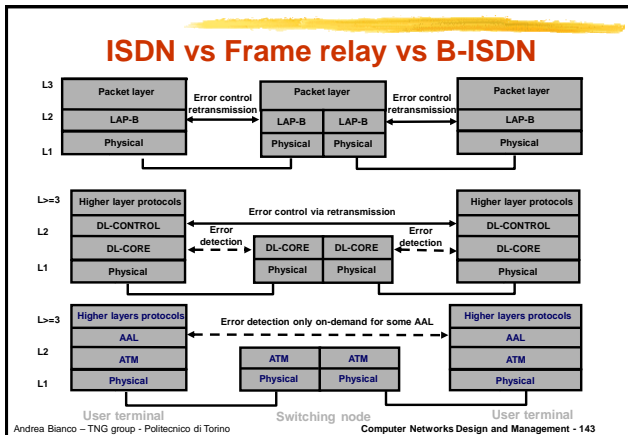 ISDN vs Frame relay vs B-ISDN
L3
Packet layer
Error control
retransmission
Packet layer
Error control
retransmission
Packet layer
L2
LAP-B
LAP-B
LAP-B
LAP-B
L1
Physical
Physical
Physical
Physical
L>=3
Higher layer protocols
Higher layer protocols
Error control via retransmission
L2
DL-CONTROL
DL-CONTROL
Error
detection
Error
detection
DL-CORE
DL-CORE
DL-CORE
DL-CORE
L1
Physical
Physical
Physical
Physical
L>=3
Higher layers protocols
Error detection only on-demand for some AAL
Higher layers protocols
AAL
AAL
L2
ATM
ATM
ATM
ATM
L1
Physical
Physical
Physical
Physical
User terminal
Switching node
User terminal
Andrea Bianco – TNG group - Politecnico di Torino
Computer Networks Design and Management - 143